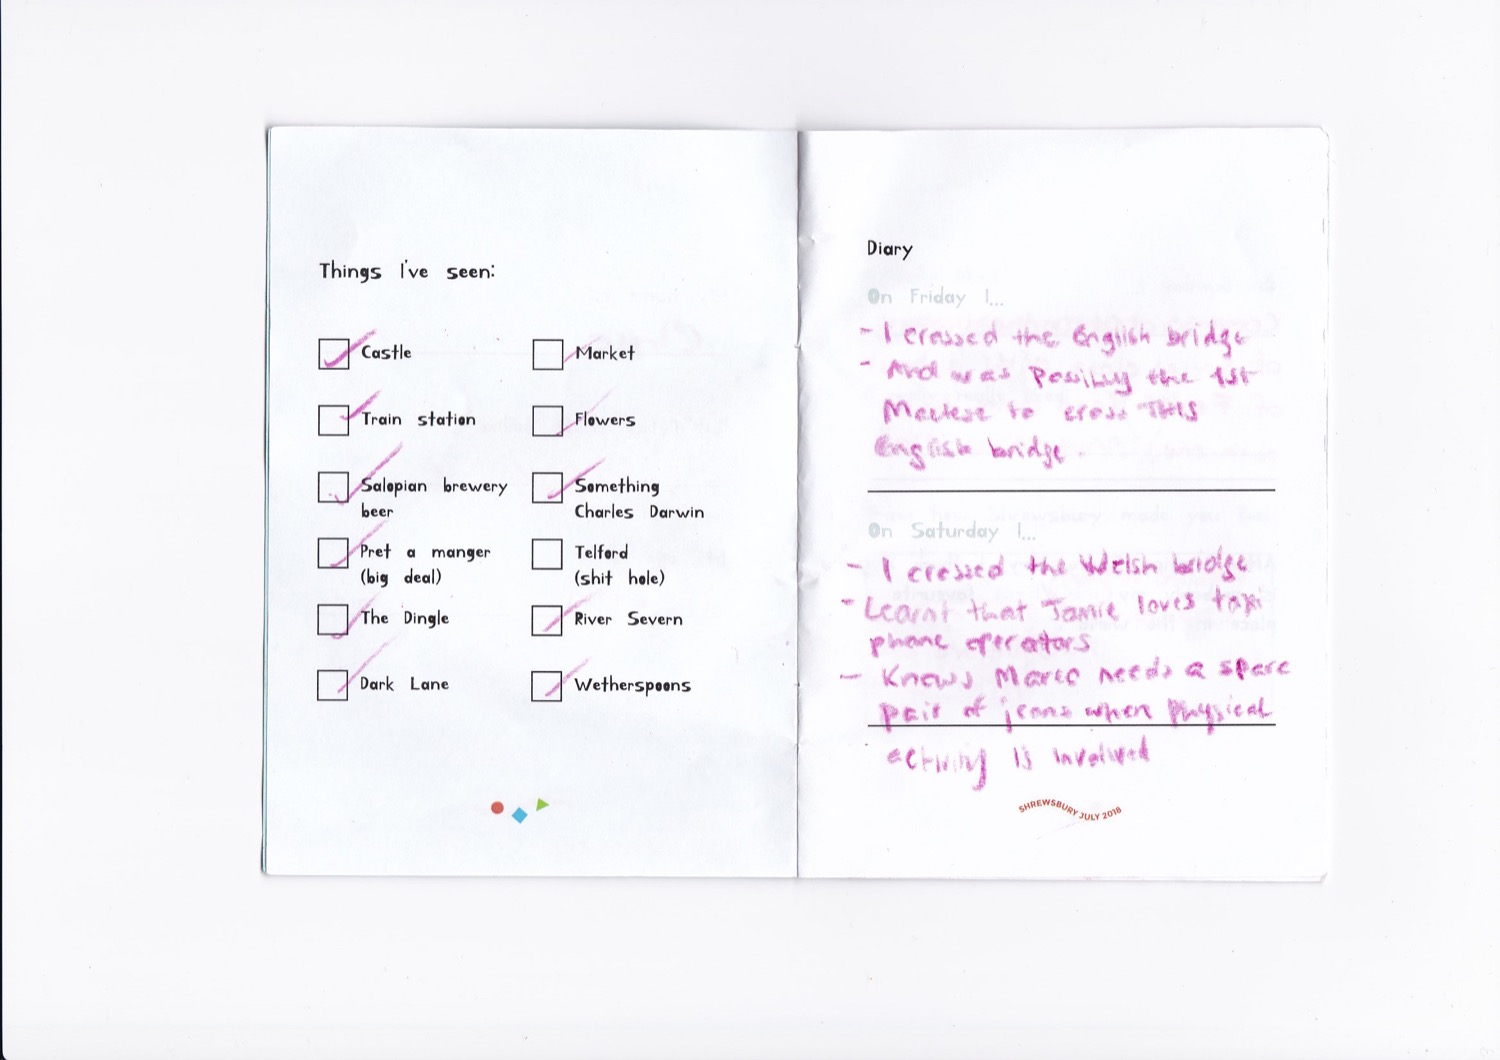 Things I've seen:
Castle
Train station
Salopian brewery
beer
Pret a manger
(big deal)
The Dingle
Dark Lane
Market
Flowers
Something
Charles Darwin
Telford
(shit hole)
River Severn
Wetherspoons
Diary
On Friday I...
- I crossed the English bridge
- And was Possibly the 1st
Maltese to cross THIS
English bridge.
On Saturday I...
- I crossed the Welsh bridge
- Learnt that Jamie loves taxi
phone operators
- Knows Marco needs a spare
pair of jeans when physical
activity is involved
SHREWSBURY JULY 2018